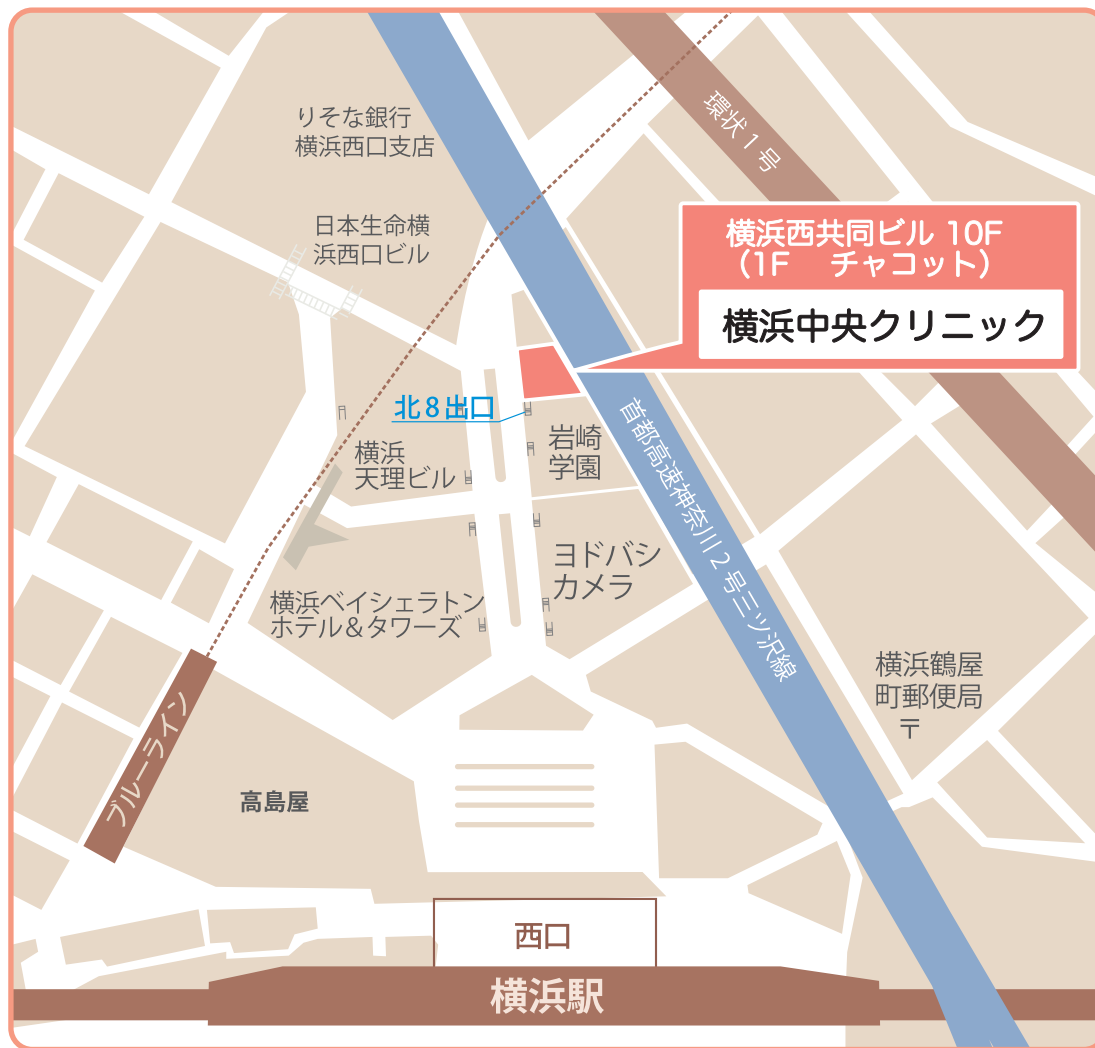 りそな銀行
横浜西口支店
環状1号
日本生命横
浜西口ビル
横浜西共同ビル 10F
（1F　チャコット）
横浜中央クリニック
北8出口
岩崎
学園
横浜
天理ビル
首都高速神奈川2号三ツ沢線
ヨドバシ
カメラ
横浜ベイシェラトン
ホテル&タワーズ
横浜鶴屋
町郵便局
〒
ブルーライン
高島屋
西口
横浜駅